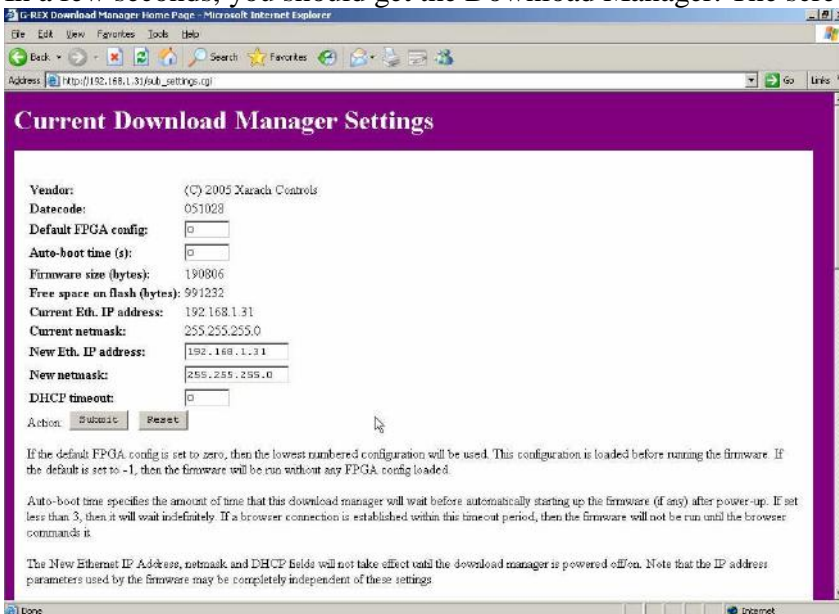 In a few seconds, you should get the Download Manager. The scre
G-REX Download Manager Home Page - Microsoft Internet Explorer
File Edit View Favorites Tools Help
Back Search Favorites
Address http://192.168.1.31/sub_settings.cgi Go Links
Current Download Manager Settings
Vendor: (C) 2005 Xarach Controls
Datecode: 051028
Default FPGA config: 0
Auto-boot time (s): 0
Firmware size (bytes): 190806
Free space on flash (bytes): 991232
Current Eth. IP address: 192.168.1.31
Current netmask: 255.255.255.0
New Eth. IP address: 192.168.1.31
New netmask: 255.255.255.0
DHCP timeout: 0
Action: Submit Reset
If the default FPGA config is set to zero, then the lowest numbered configuration will be used. This configuration is loaded before running the firmware. If
the default is set to -1, then the firmware will be run without any FPGA config loaded.
Auto-boot time specifies the amount of time that this download manager will wait before automatically starting up the firmware (if any) after power-up. If set
less than 3, then it will wait indefinitely. If a browser connection is established within this timeout period, then the firmware will not be run until the browser
commands it.
The New Ethernet IP Address, netmask and DHCP fields will not take effect until the download manager is powered off/on. Note that the IP address
parameters used by the firmware may be completely independent of these settings.
Done Internet